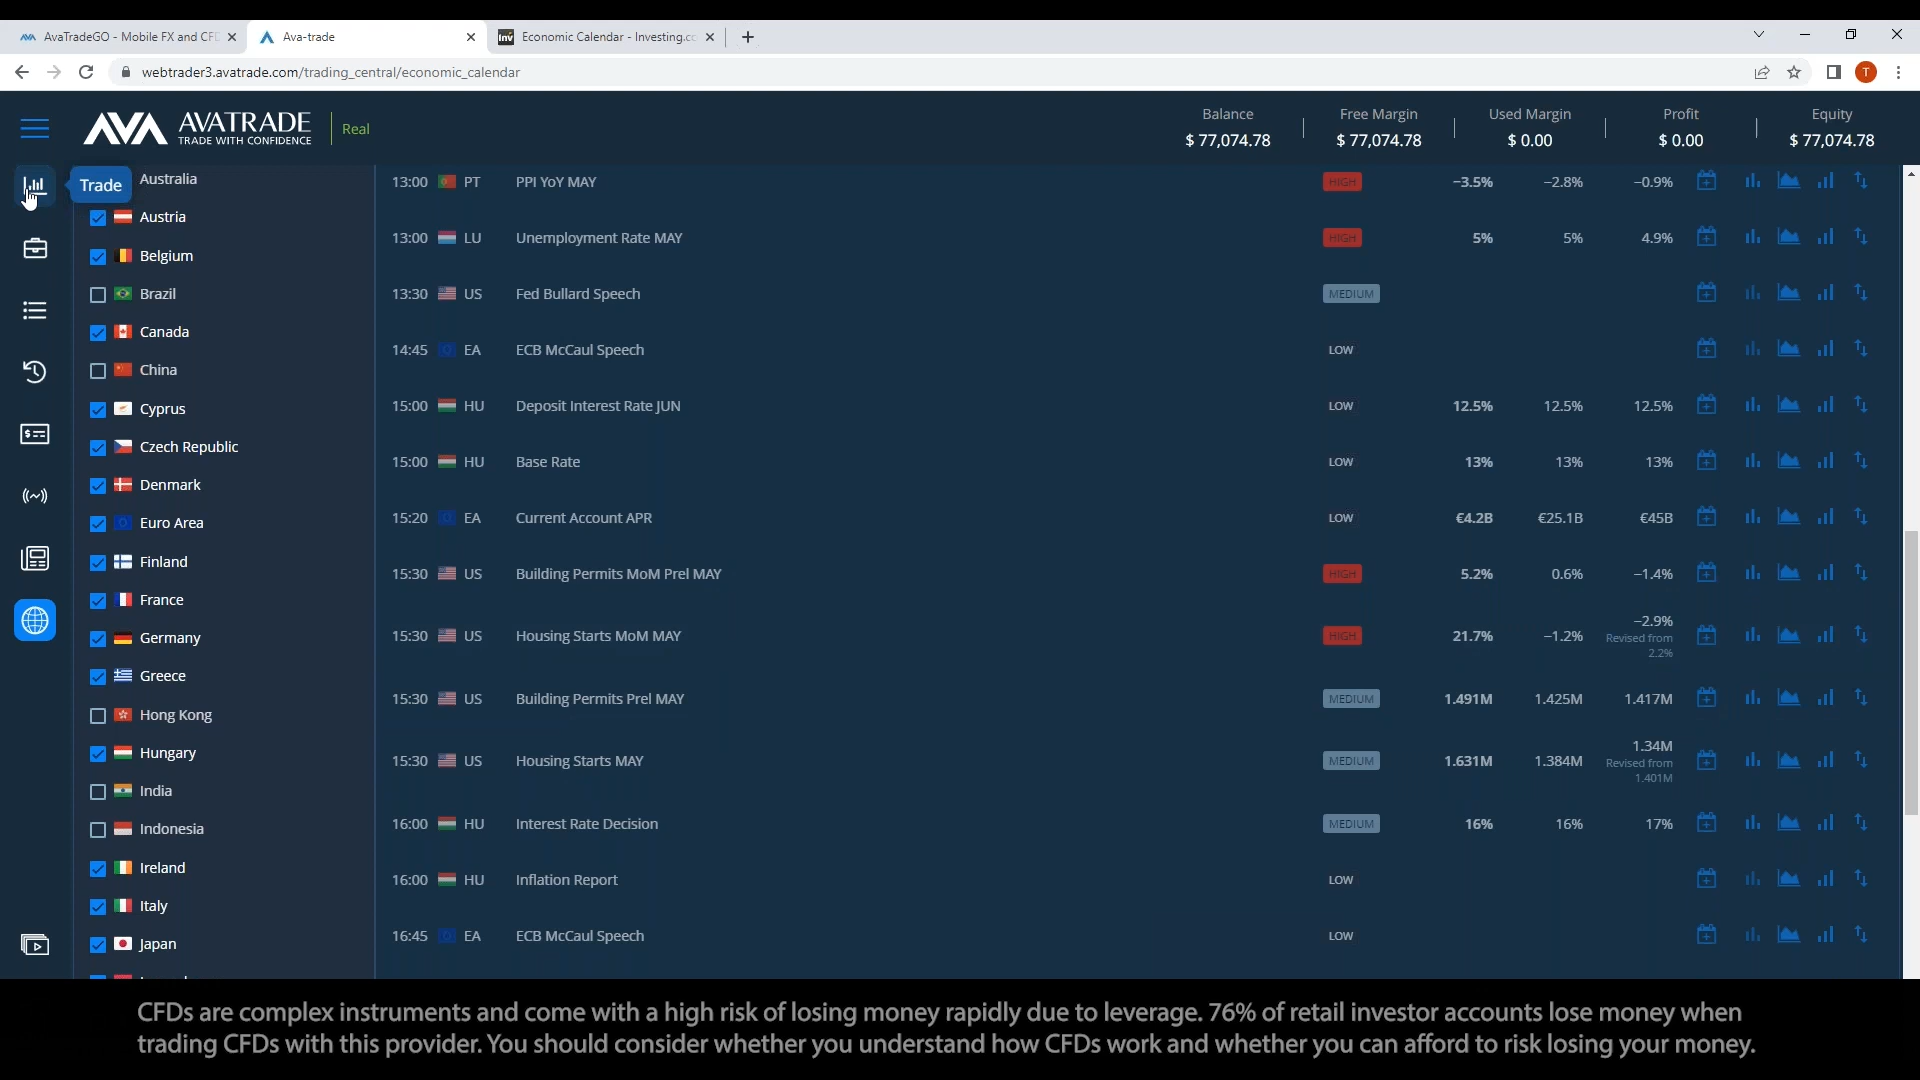 AvaTradeGO - Mobile FX and CFD
Ava-trade
Economic Calendar - Investing.co
webtrader3.avatrade.com/trading_central/economic_calendar
T
AVATRADE
TRADE WITH CONFIDENCE
Real
Balance
$ 77,074.78
Free Margin
$ 77,074.78
Used Margin
$ 0.00
Profit
$ 0.00
Equity
$ 77,074.78
Trade
Australia
Austria
Belgium
Brazil
Canada
China
Cyprus
Czech Republic
Denmark
Euro Area
Finland
France
Germany
Greece
Hong Kong
Hungary
India
Indonesia
Ireland
Italy
Japan
13:00 PT PPI YoY MAY HIGH -3.5% -2.8% -0.9%
13:00 LU Unemployment Rate MAY HIGH 5% 5% 4.9%
13:30 US Fed Bullard Speech MEDIUM
14:45 EA ECB McCaul Speech LOW
15:00 HU Deposit Interest Rate JUN LOW 12.5% 12.5% 12.5%
15:00 HU Base Rate LOW 13% 13% 13%
15:20 EA Current Account APR LOW €4.2B €25.1B €45B
15:30 US Building Permits MoM Prel MAY HIGH 5.2% 0.6% -1.4%
15:30 US Housing Starts MoM MAY HIGH 21.7% -1.2% -2.9%
Revised from
2.2%
15:30 US Building Permits Prel MAY MEDIUM 1.491M 1.425M 1.417M
15:30 US Housing Starts MAY MEDIUM 1.631M 1.384M 1.34M
Revised from
1.401M
16:00 HU Interest Rate Decision MEDIUM 16% 16% 17%
16:00 HU Inflation Report LOW
16:45 EA ECB McCaul Speech LOW
CFDs are complex instruments and come with a high risk of losing money rapidly due to leverage. 76% of retail investor accounts lose money when
trading CFDs with this provider. You should consider whether you understand how CFDs work and whether you can afford to risk losing your money.